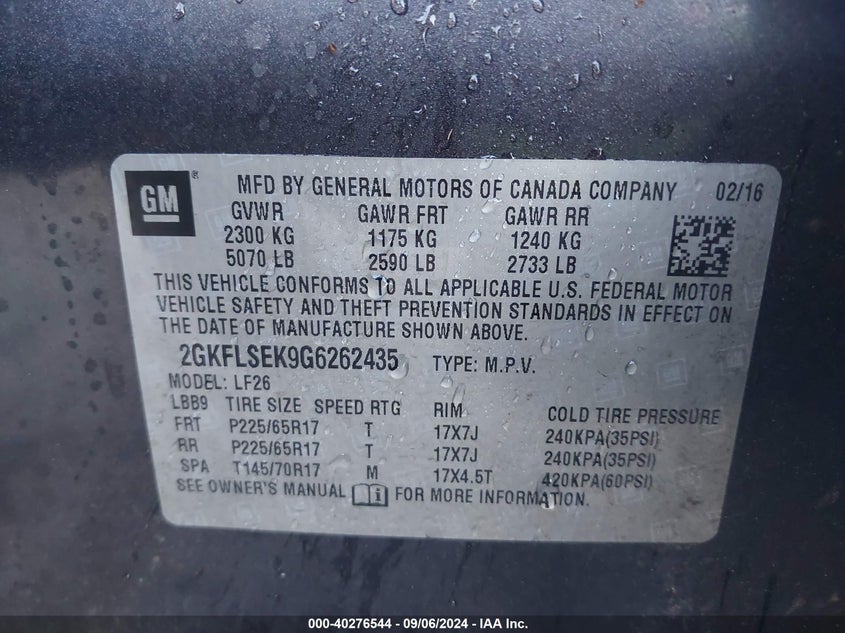 GM ® MFD BY GENERAL MOTORS OF CANADA COMPANY 02/16
GVWR GAWR FRT GAWR RR
2300 KG 1175 KG 1240 KG
5070 LB 2590 LB 2733 LB
THIS VEHICLE CONFORMS TO ALL APPLICABLE U.S. FEDERAL MOTOR
VEHICLE SAFETY AND THEFT PREVENTION STANDARDS IN EFFECT ON
THE DATE OF MANUFACTURE SHOWN ABOVE.
2GKFLSEK9G6262435 TYPE: M.P.V.
MODEL: LF26
LBB9 TIRE SIZE SPEED RTG RIM COLD TIRE PRESSURE
FRT P225/65R17 T 17X7J 240KPA(35PSI)
RR P225/65R17 T 17X7J 240KPA(35PSI)
SPA T145/70R17 M 17X4.5T 420KPA(60PSI)
SEE OWNER'S MANUAL FOR MORE INFORMATION.
000-40276544 - 09/06/2024 - IAA Inc.